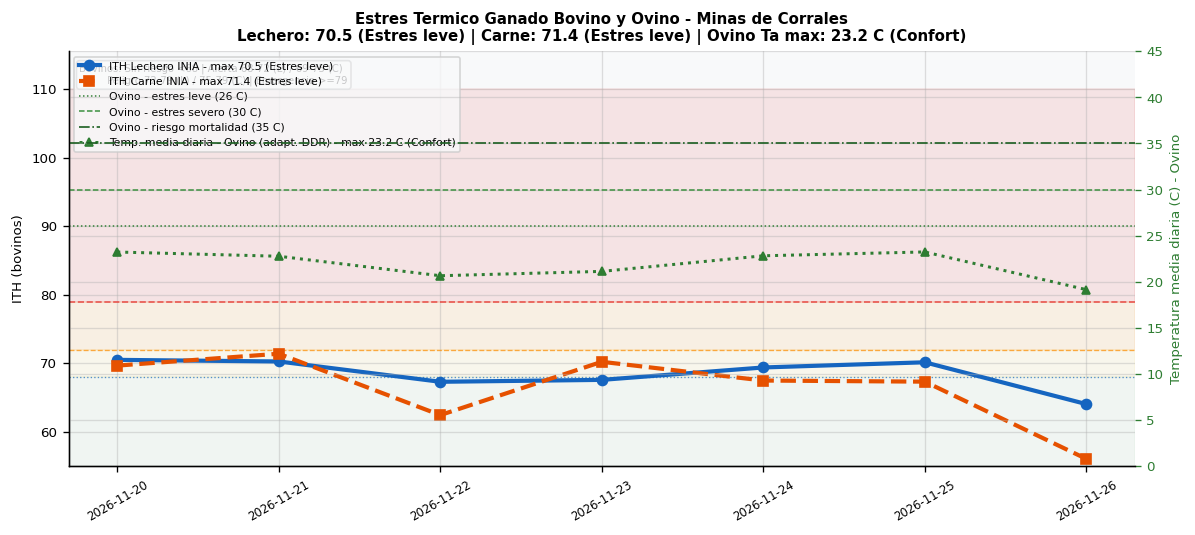 Estres Termico Ganado Bovino y Ovino - Minas de Corrales
Lechero: 70.5 (Estres leve) | Carne: 71.4 (Estres leve) | Ovino Ta max: 23.2 C (Confort)
ITH Lechero INIA - max 70.5 (Estres leve)
ITH Carne INIA - max 71.4 (Estres leve)
Ovino - estres leve (26 C)
Ovino - estres severo (30 C)
Ovino - riesgo mortalidad (35 C)
Temp. media diaria - Ovino (adapt. DDR) - max 23.2 C (Confort)
>=79
ITH (bovinos)
110
100
90
80
70
60
45
40
35
30
25
20
15
10
5
0
Temperatura media diaria (C) - Ovino
2026-11-20
2026-11-21
2026-11-22
2026-11-23
2026-11-24
2026-11-25
2026-11-26